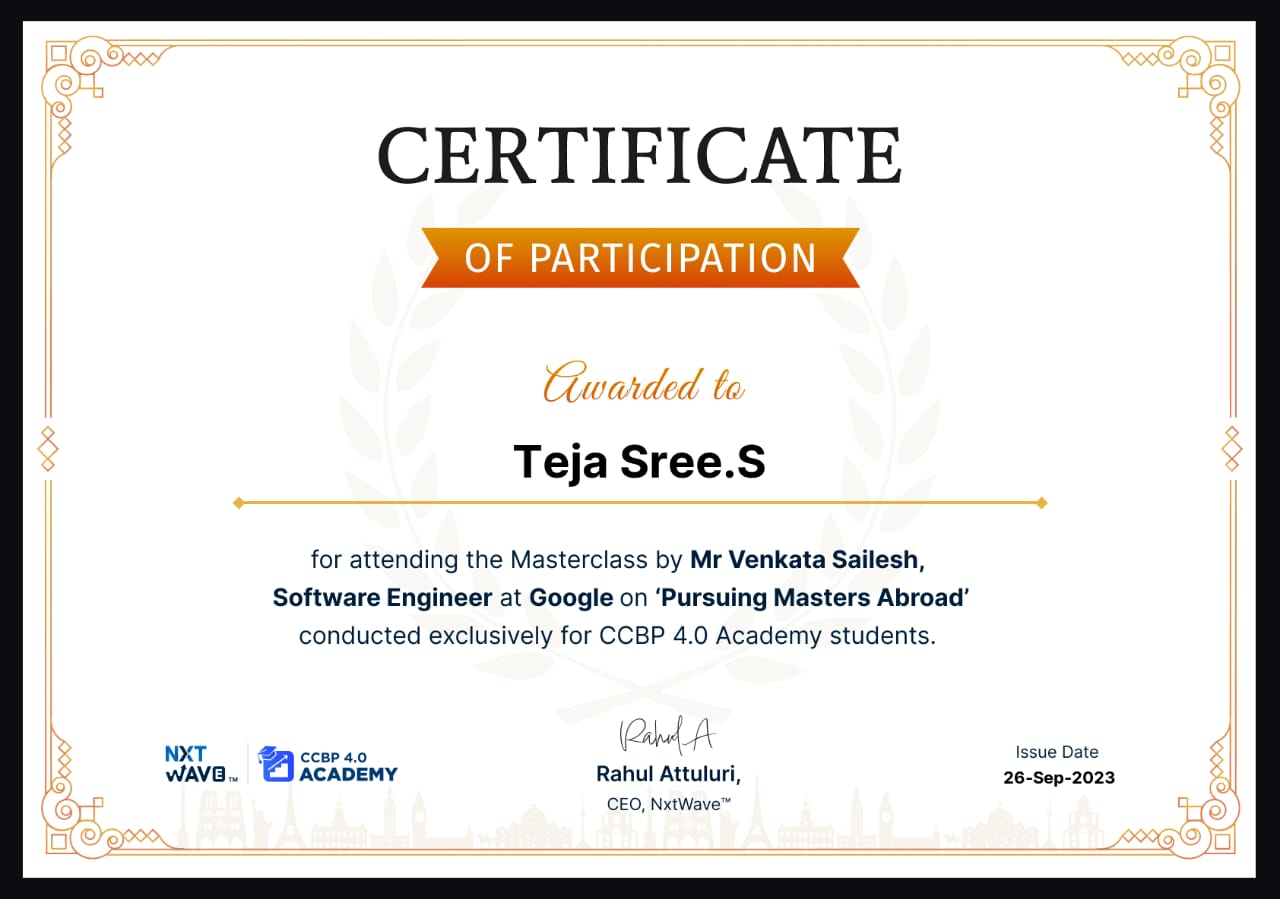 CERTIFICATE
OF PARTICIPATION
Awarded to
Teja Sree.S
for attending the Masterclass by Mr Venkata Sailesh,
Software Engineer at Google on ‘Pursuing Masters Abroad’
conducted exclusively for CCBP 4.0 Academy students.
NXT
WAVE™
CCBP 4.0
ACADEMY
Rahul A
Rahul Attuluri,
CEO, NxtWave™
Issue Date
26-Sep-2023